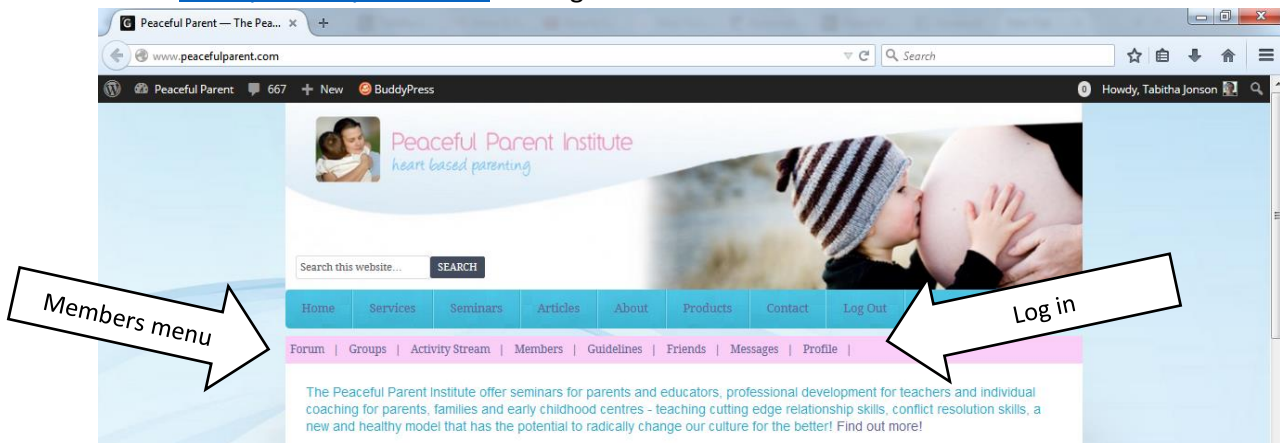 Peaceful Parent — The Pea...
www.peacefulparent.com
Search
Peaceful Parent 667 + New BuddyPress 0 Howdy, Tabitha Jonson
Peaceful Parent Institute
heart based parenting
Search this website... SEARCH
Members menu
Log in
Home Services Seminars Articles About Products Contact Log Out
Forum | Groups | Activity Stream | Members | Guidelines | Friends | Messages | Profile |
The Peaceful Parent Institute offer seminars for parents and educators, professional development for teachers and individual
coaching for parents, families and early childhood centres - teaching cutting edge relationship skills, conflict resolution skills, a
new and healthy model that has the potential to radically change our culture for the better! Find out more!